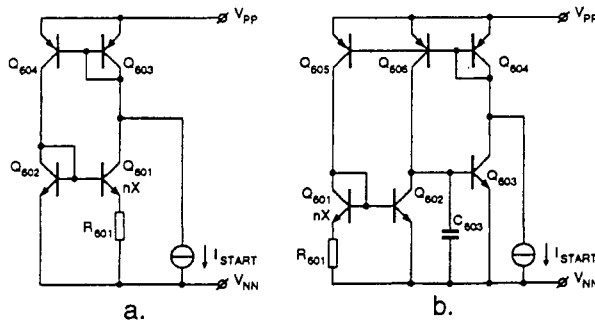 V_PP
Q_604
Q_603
Q_602
Q_601
nX
R_601
I_START
V_NN
a.
V_PP
Q_605
Q_606
Q_604
Q_601
nX
Q_602
Q_603
C_603
R_601
I_START
V_NN
b.